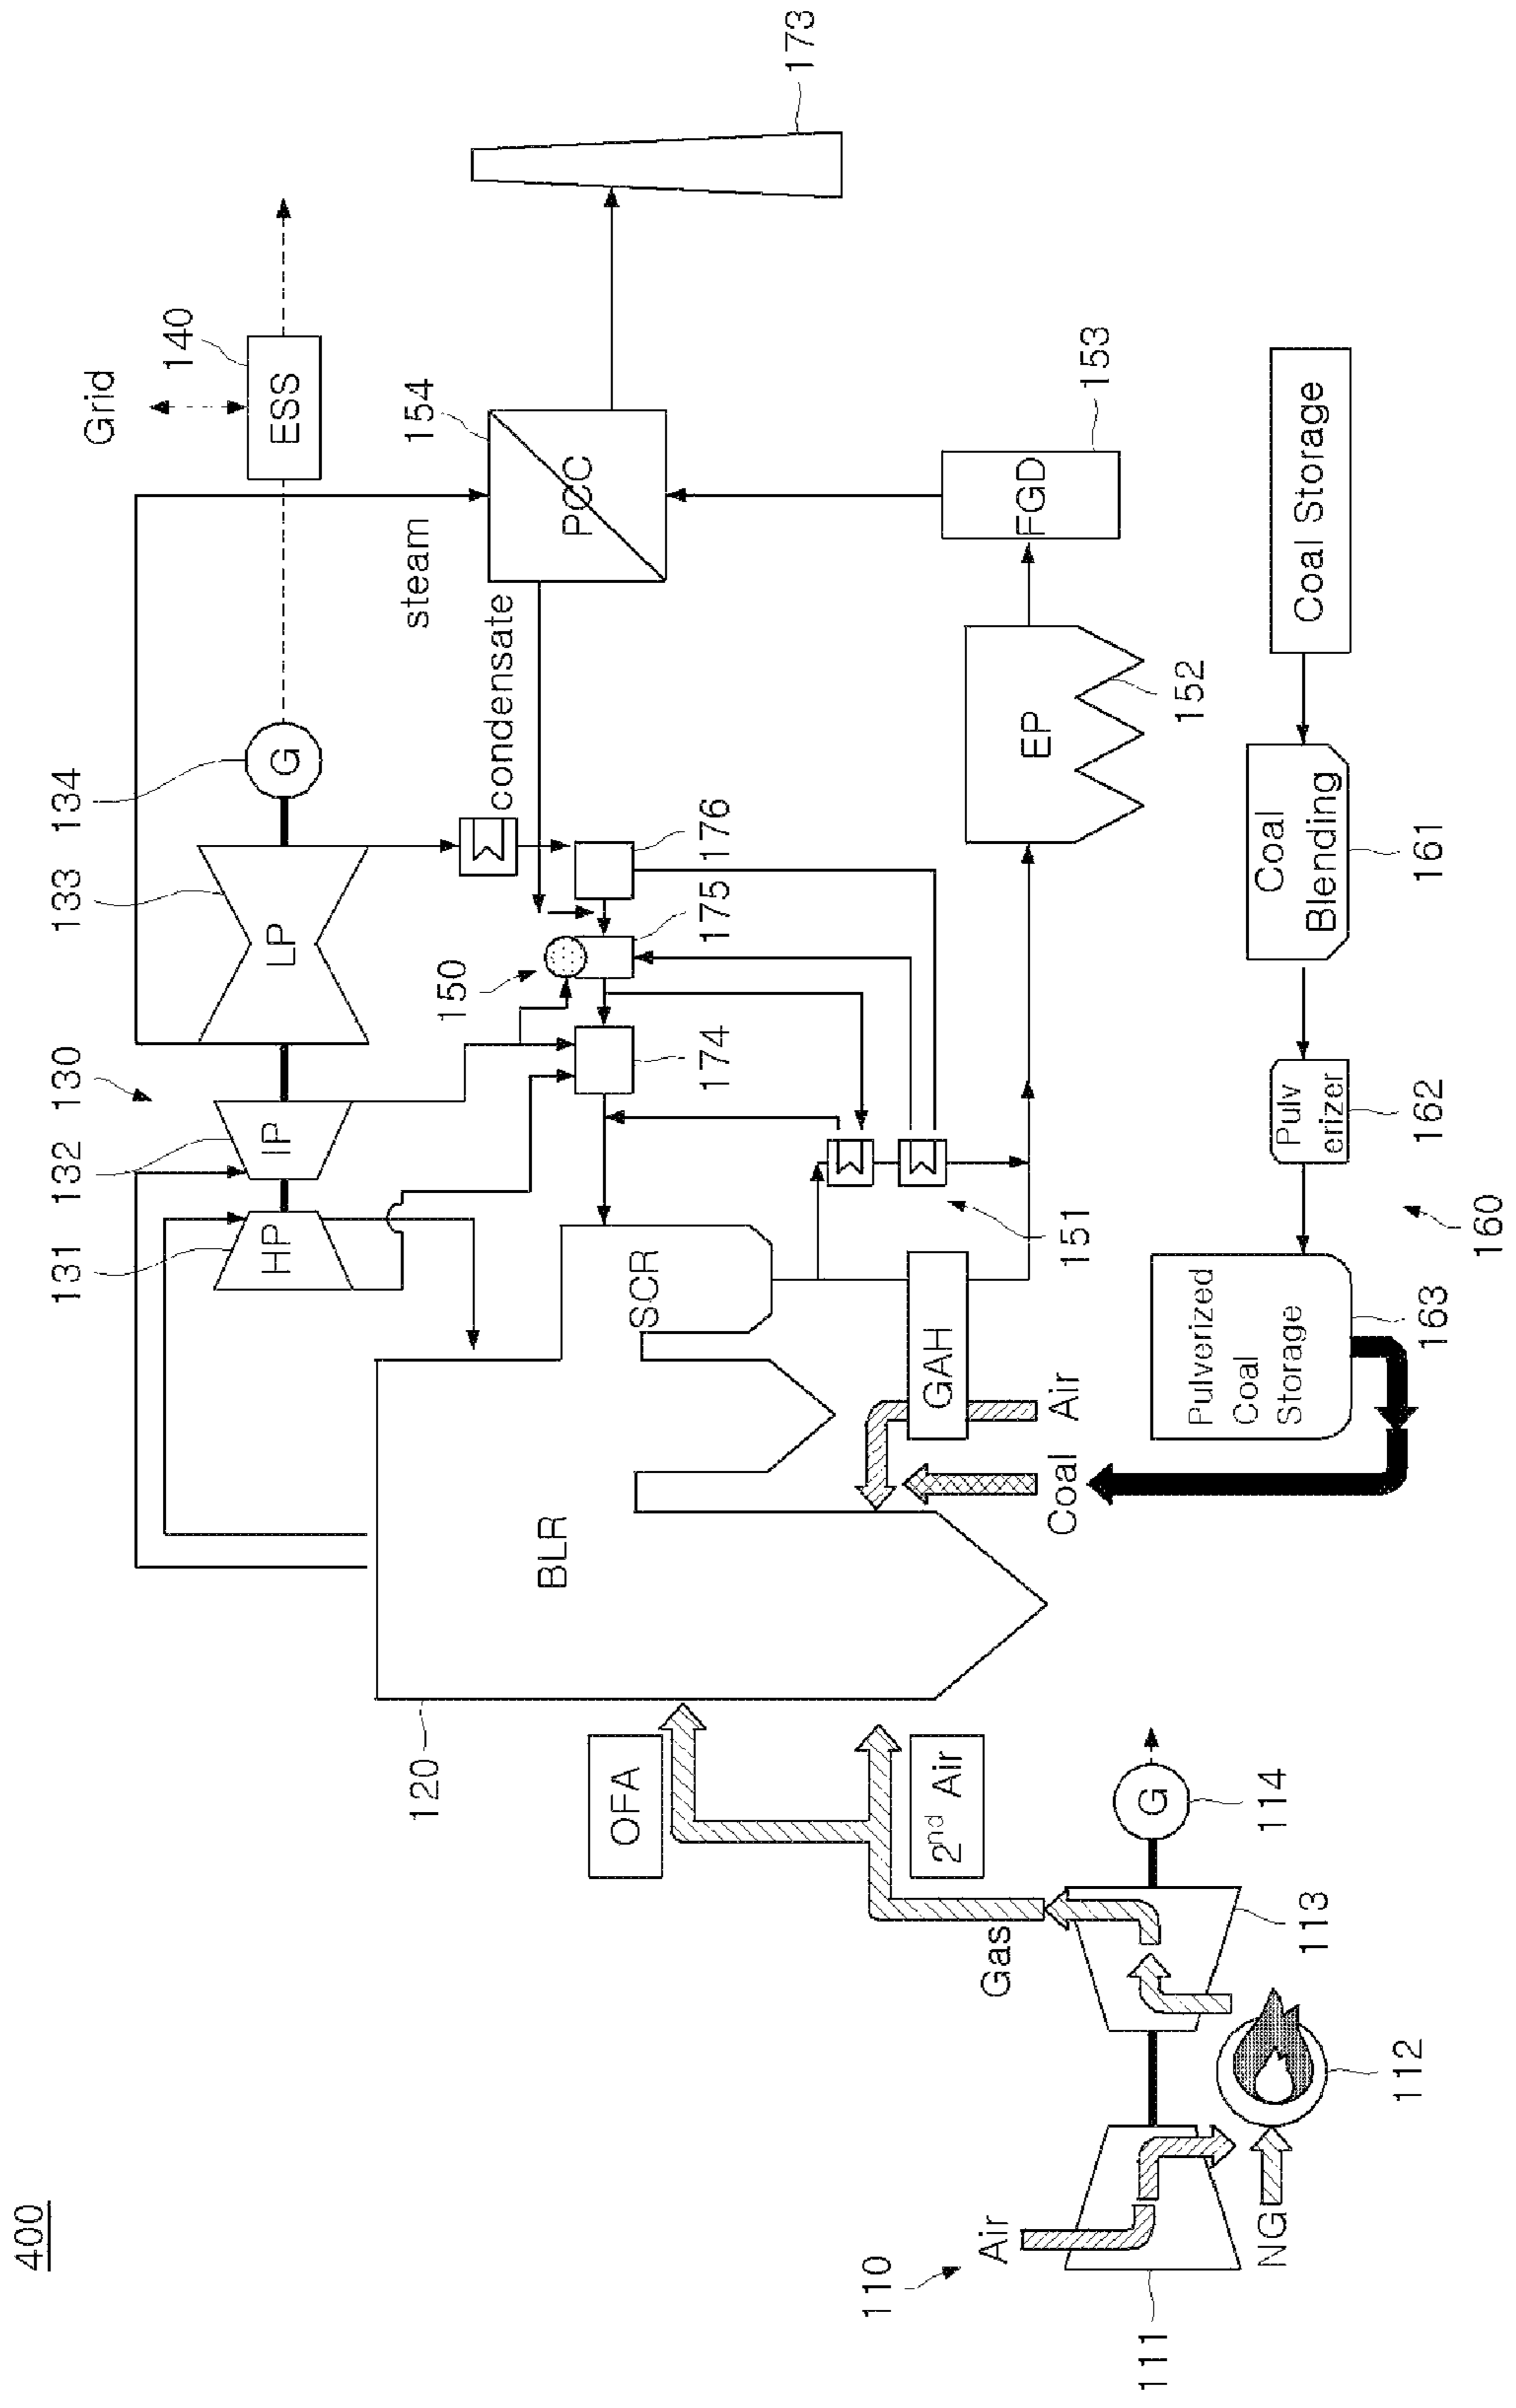 400
110
Air
111
NG
112
113
114
G
Gas
2nd Air
OFA
120
BLR
SCR
GAH
Air
Coal
130
131
HP
132
IP
133
LP
134
G
140
ESS
Grid
steam
condensate
154
PCC
173
150
174
175
176
151
EP
152
FGD
153
Coal Storage
Coal
Blending
161
Pulv
erizer
162
Pulverized
Coal
Storage
163
160